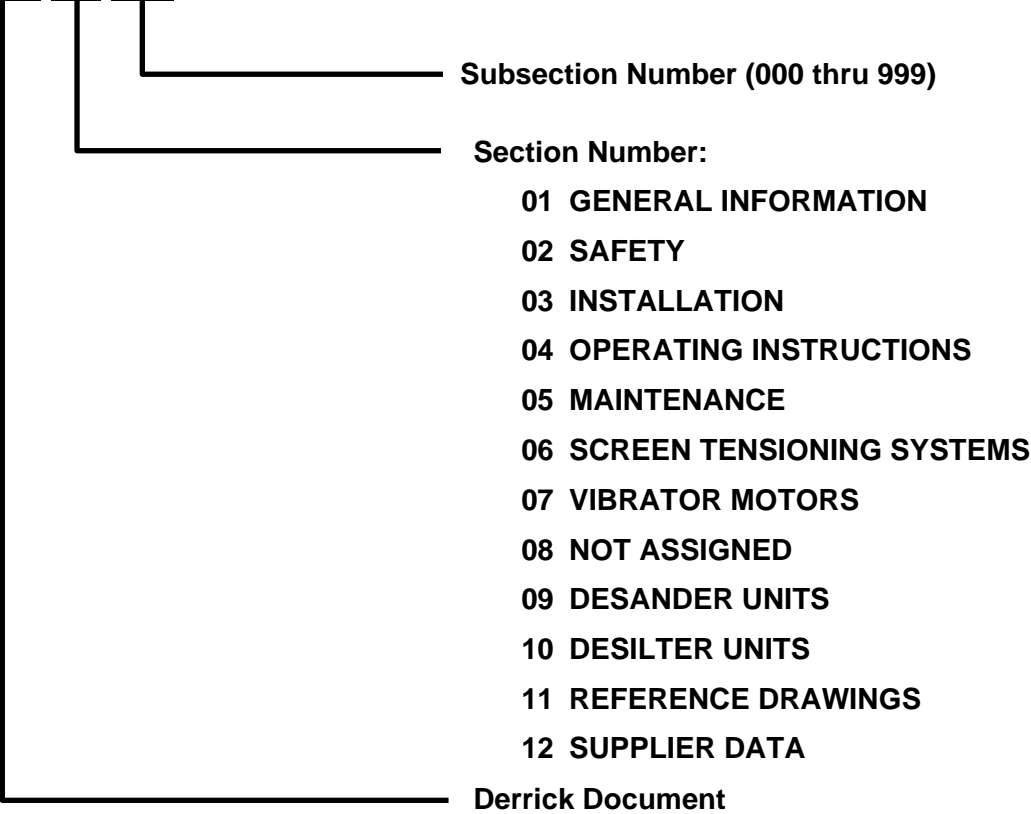 Subsection Number (000 thru 999)
Section Number:
01 GENERAL INFORMATION
02 SAFETY
03 INSTALLATION
04 OPERATING INSTRUCTIONS
05 MAINTENANCE
06 SCREEN TENSIONING SYSTEMS
07 VIBRATOR MOTORS
08 NOT ASSIGNED
09 DESANDER UNITS
10 DESILTER UNITS
11 REFERENCE DRAWINGS
12 SUPPLIER DATA
Derrick Document